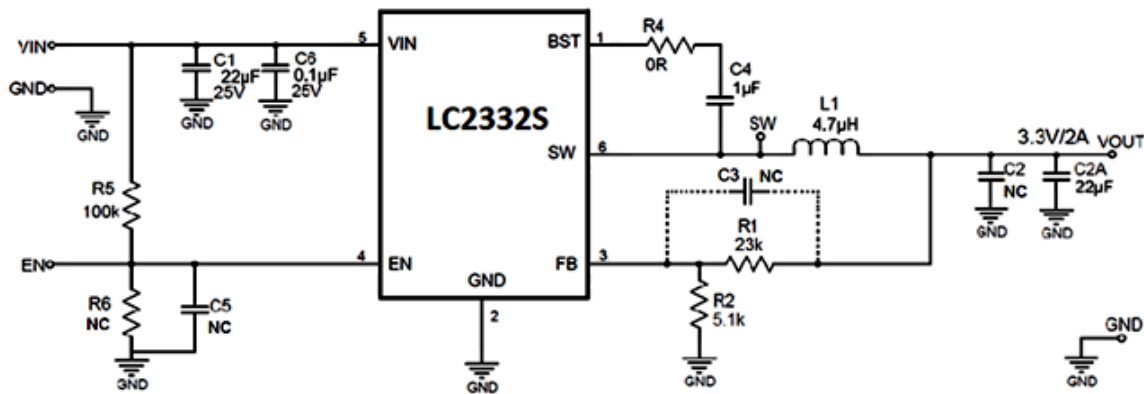 VIN
GND
GND
C1
22µF
25V
GND
C6
0.1µF
25V
GND
R5
100k
EN
R6
NC
C5
NC
GND
5
VIN
BST
1
LC2332S
SW
6
4
EN
FB
3
GND
2
GND
R4
0R
C4
1µF
SW
L1
4.7µH
3.3V/2A
VOUT
C3
NC
R1
23k
R2
5.1k
GND
C2
NC
GND
C2A
22µF
GND
GND
GND